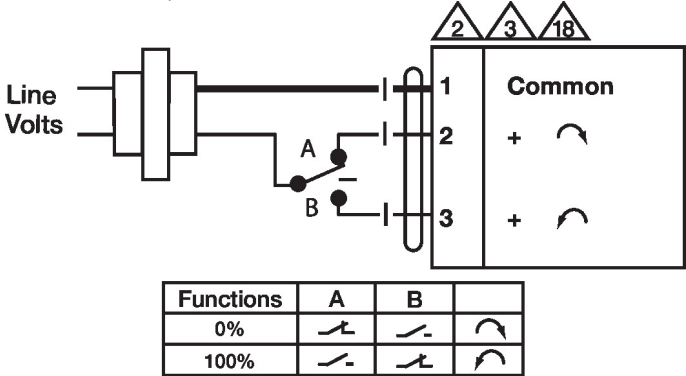 2 3 18
Line
Volts
1 Common
A
2 +
B
3 +
Functions A B
0%
100%